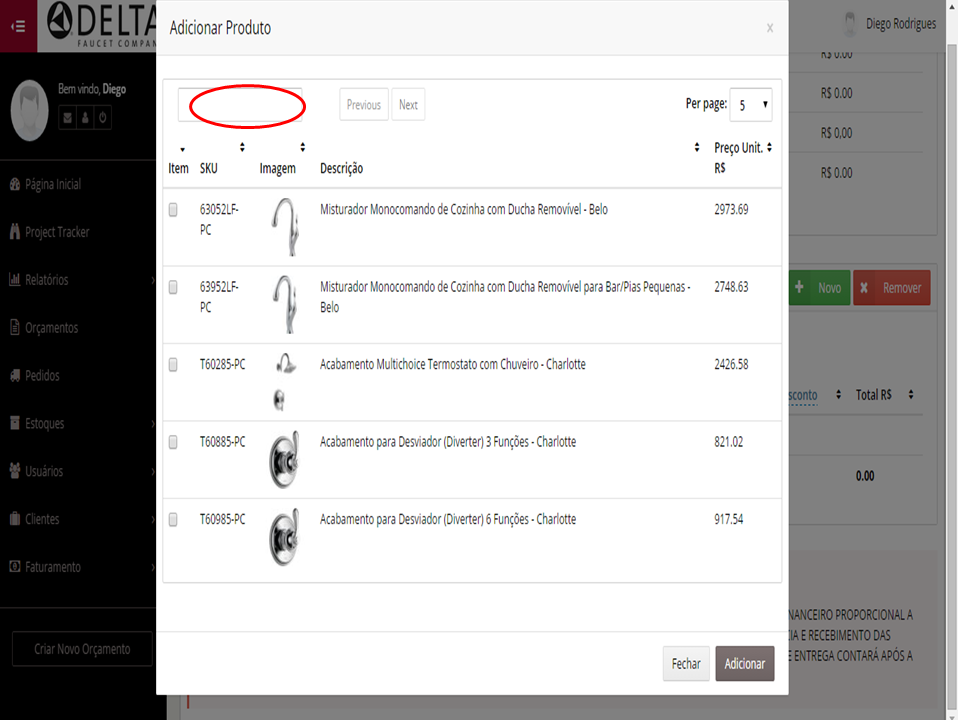 DELTA
FAUCET COMPAN
Adicionar Produto
x
Diego Rodrigues
Bem vindo, Diego
Previous
Next
Per page:
5
Item
SKU
Imagem
Descrição
Preço Unit.
R$
63052LF-
PC
Misturador Monocomando de Cozinha com Ducha Removível - Belo
2973.69
63952LF-
PC
Misturador Monocomando de Cozinha com Ducha Removível para Bar/Pias Pequenas -
Belo
2748.63
T60285-PC
Acabamento Multichoice Termostato com Chuveiro - Charlotte
2426.58
T60885-PC
Acabamento para Desviador (Diverter) 3 Funções - Charlotte
821.02
T60985-PC
Acabamento para Desviador (Diverter) 6 Funções - Charlotte
917.54
Fechar
Adicionar
Página Inicial
Project Tracker
Relatórios
Orçamentos
Pedidos
Estoques
Usuários
Clientes
Faturamento
Criar Novo Orçamento
R$ 0.00
R$ 0.00
R$ 0,00
R$ 0.00
Novo
Remover
sconto
Total R$
0.00
NANCEIRO PROPORCIONAL A
CIA E RECEBIMENTO DAS
E ENTREGA CONTARÁ APÓS A